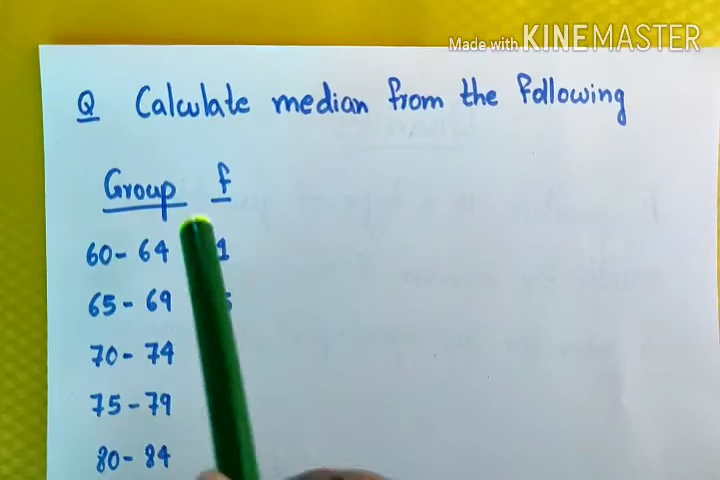 Made with KINEMASTER
Q Calculate median from the following
Group f
60 - 64 1
65 - 69
70 - 74
75 - 79
80 - 84